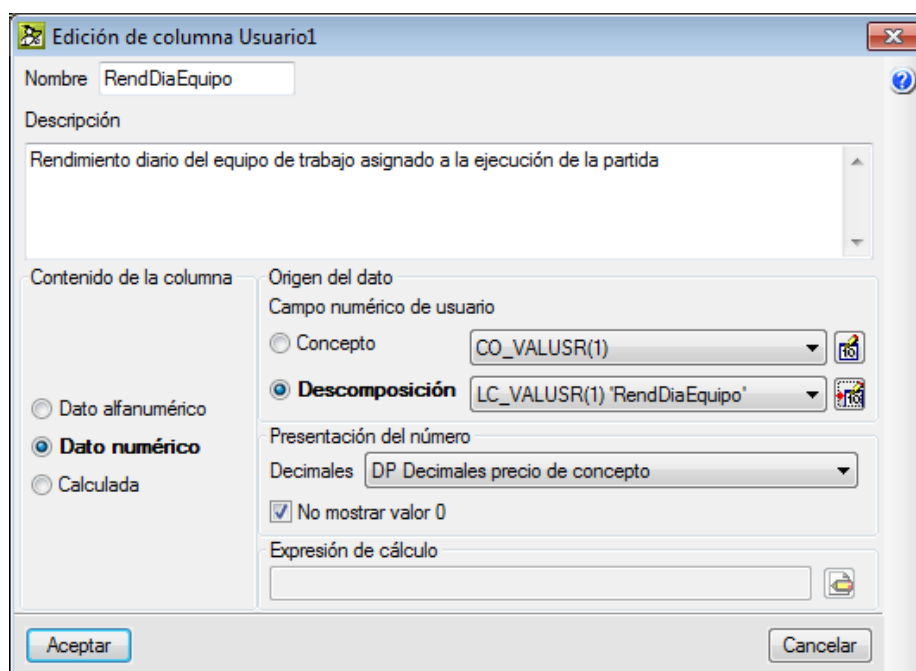 Edición de columna Usuario1
Nombre RendDiaEquipo
Descripción
Rendimiento diario del equipo de trabajo asignado a la ejecución de la partida
Contenido de la columna
Dato alfanumérico
Dato numérico
Calculada
Origen del dato
Campo numérico de usuario
Concepto CO_VALUSR(1)
Descomposición LC_VALUSR(1) "RendDiaEquipo"
Presentación del número
Decimales DP Decimales precio de concepto
No mostrar valor 0
Expresión de cálculo
Aceptar Cancelar